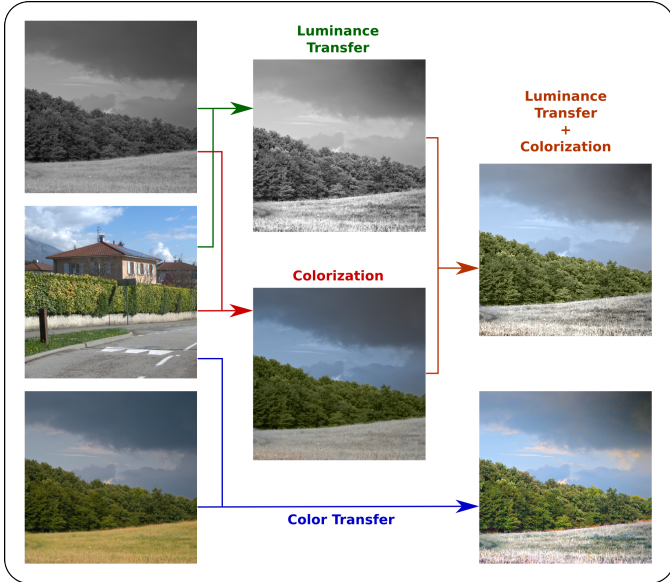 Luminance
Transfer
Luminance
Transfer
+
Colorization
Colorization
Color Transfer